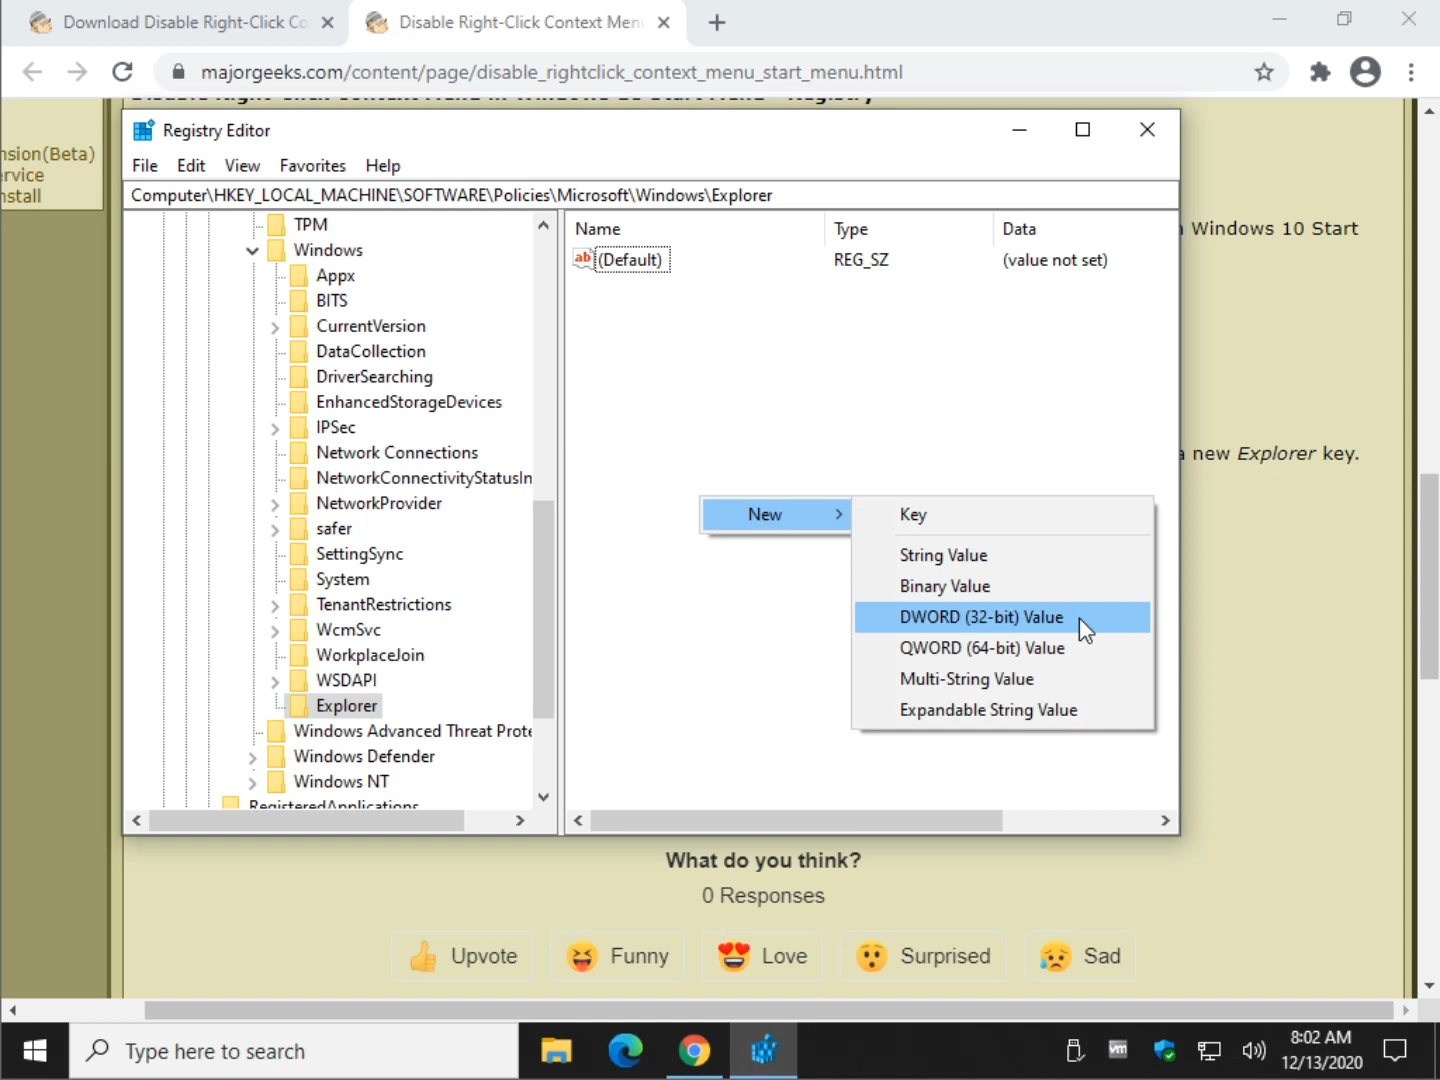 Download Disable Right-Click Co
Disable Right-Click Context Menu
majorgeeks.com/content/page/disable_rightclick_context_menu_start_menu.html
nsion(Beta)
ervice
nstall
Registry Editor
File Edit View Favorites Help
Computer\HKEY_LOCAL_MACHINE\SOFTWARE\Policies\Microsoft\Windows\Explorer
TPM
Windows
Appx
BITS
CurrentVersion
DataCollection
DriverSearching
EnhancedStorageDevices
IPSec
Network Connections
NetworkConnectivityStatusIn
NetworkProvider
safer
SettingSync
System
TenantRestrictions
WcmSvc
WorkplaceJoin
WSDAPI
Explorer
Windows Advanced Threat Prote
Windows Defender
Windows NT
RegisteredApplications
Name Type Data
(Default) REG_SZ (value not set)
New
Key
String Value
Binary Value
DWORD (32-bit) Value
QWORD (64-bit) Value
Multi-String Value
Expandable String Value
Windows 10 Start
a new Explorer key.
What do you think?
0 Responses
Upvote Funny Love Surprised Sad
Type here to search
vm
8:02 AM
12/13/2020